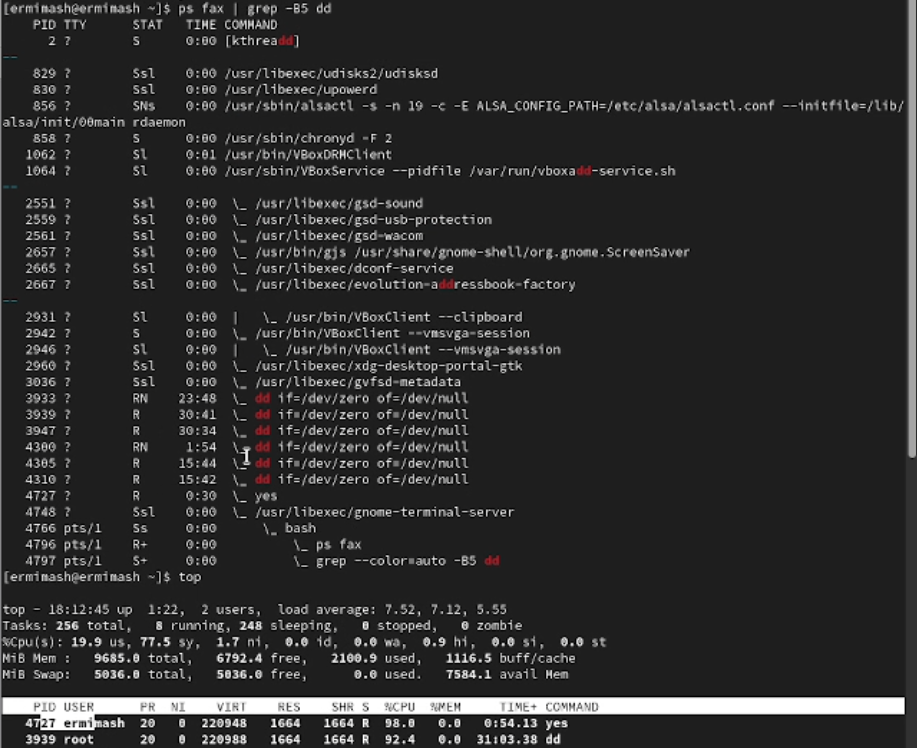 [ermimash@ermimash ~]$ ps fax | grep -B5 dd
PID TTY STAT TIME COMMAND
2 ? S 0:00 [kthreadd]
--
829 ? Ssl 0:00 /usr/libexec/udisks2/udisksd
830 ? Ssl 0:00 /usr/libexec/upowerd
856 ? SNs 0:00 /usr/sbin/alsactl -s -n 19 -c -E ALSA_CONFIG_PATH=/etc/alsa/alsactl.conf --initfile=/lib/
alsa/init/00main rdaemon
858 ? S 0:00 /usr/sbin/chronyd -F 2
1062 ? Sl 0:01 /usr/bin/VBoxDRMClient
1064 ? Sl 0:00 /usr/sbin/VBoxService --pidfile /var/run/vboxadd-service.sh
--
2551 ? Ssl 0:00 \_ /usr/libexec/gsd-sound
2559 ? Ssl 0:00 \_ /usr/libexec/gsd-usb-protection
2561 ? Ssl 0:00 \_ /usr/libexec/gsd-wacom
2657 ? Ssl 0:00 \_ /usr/bin/gjs /usr/share/gnome-shell/org.gnome.ScreenSaver
2665 ? Ssl 0:00 \_ /usr/libexec/dconf-service
2667 ? Ssl 0:00 \_ /usr/libexec/evolution-addressbook-factory
--
2931 ? Sl 0:00 | \_ /usr/bin/VBoxClient --clipboard
2942 ? S 0:00 \_ /usr/bin/VBoxClient --vmsvga-session
2946 ? Sl 0:00 | \_ /usr/bin/VBoxClient --vmsvga-session
2960 ? Ssl 0:00 \_ /usr/libexec/xdg-desktop-portal-gtk
3036 ? Ssl 0:00 \_ /usr/libexec/gvfsd-metadata
3933 ? RN 23:48 \_ dd if=/dev/zero of=/dev/null
3939 ? R 30:41 \_ dd if=/dev/zero of=/dev/null
3947 ? R 30:34 \_ dd if=/dev/zero of=/dev/null
4300 ? RN 1:54 \_ dd if=/dev/zero of=/dev/null
4305 ? R 15:44 \_ dd if=/dev/zero of=/dev/null
4310 ? R 15:42 \_ dd if=/dev/zero of=/dev/null
4727 ? R 0:30 \_ yes
4748 ? Ssl 0:00 \_ /usr/libexec/gnome-terminal-server
4766 pts/1 Ss 0:00 \_ bash
4796 pts/1 R+ 0:00 \_ ps fax
4797 pts/1 S+ 0:00 \_ grep --color=auto -B5 dd
[ermimash@ermimash ~]$ top
top - 18:12:45 up 1:22, 2 users, load average: 7.52, 7.12, 5.55
Tasks: 256 total, 8 running, 248 sleeping, 0 stopped, 0 zombie
%Cpu(s): 19.9 us, 77.5 sy, 1.7 ni, 0.0 id, 0.0 wa, 0.9 hi, 0.0 si, 0.0 st
MiB Mem : 9685.0 total, 6792.4 free, 2100.9 used, 1116.5 buff/cache
MiB Swap: 5036.0 total, 5036.0 free, 0.0 used. 7584.1 avail Mem
PID USER PR NI VIRT RES SHR S %CPU %MEM TIME+ COMMAND
4727 ermimash 20 0 220948 1664 1664 R 98.0 0.0 0:54.13 yes
3939 root 20 0 220988 1664 1664 R 92.4 0.0 31:03.38 dd